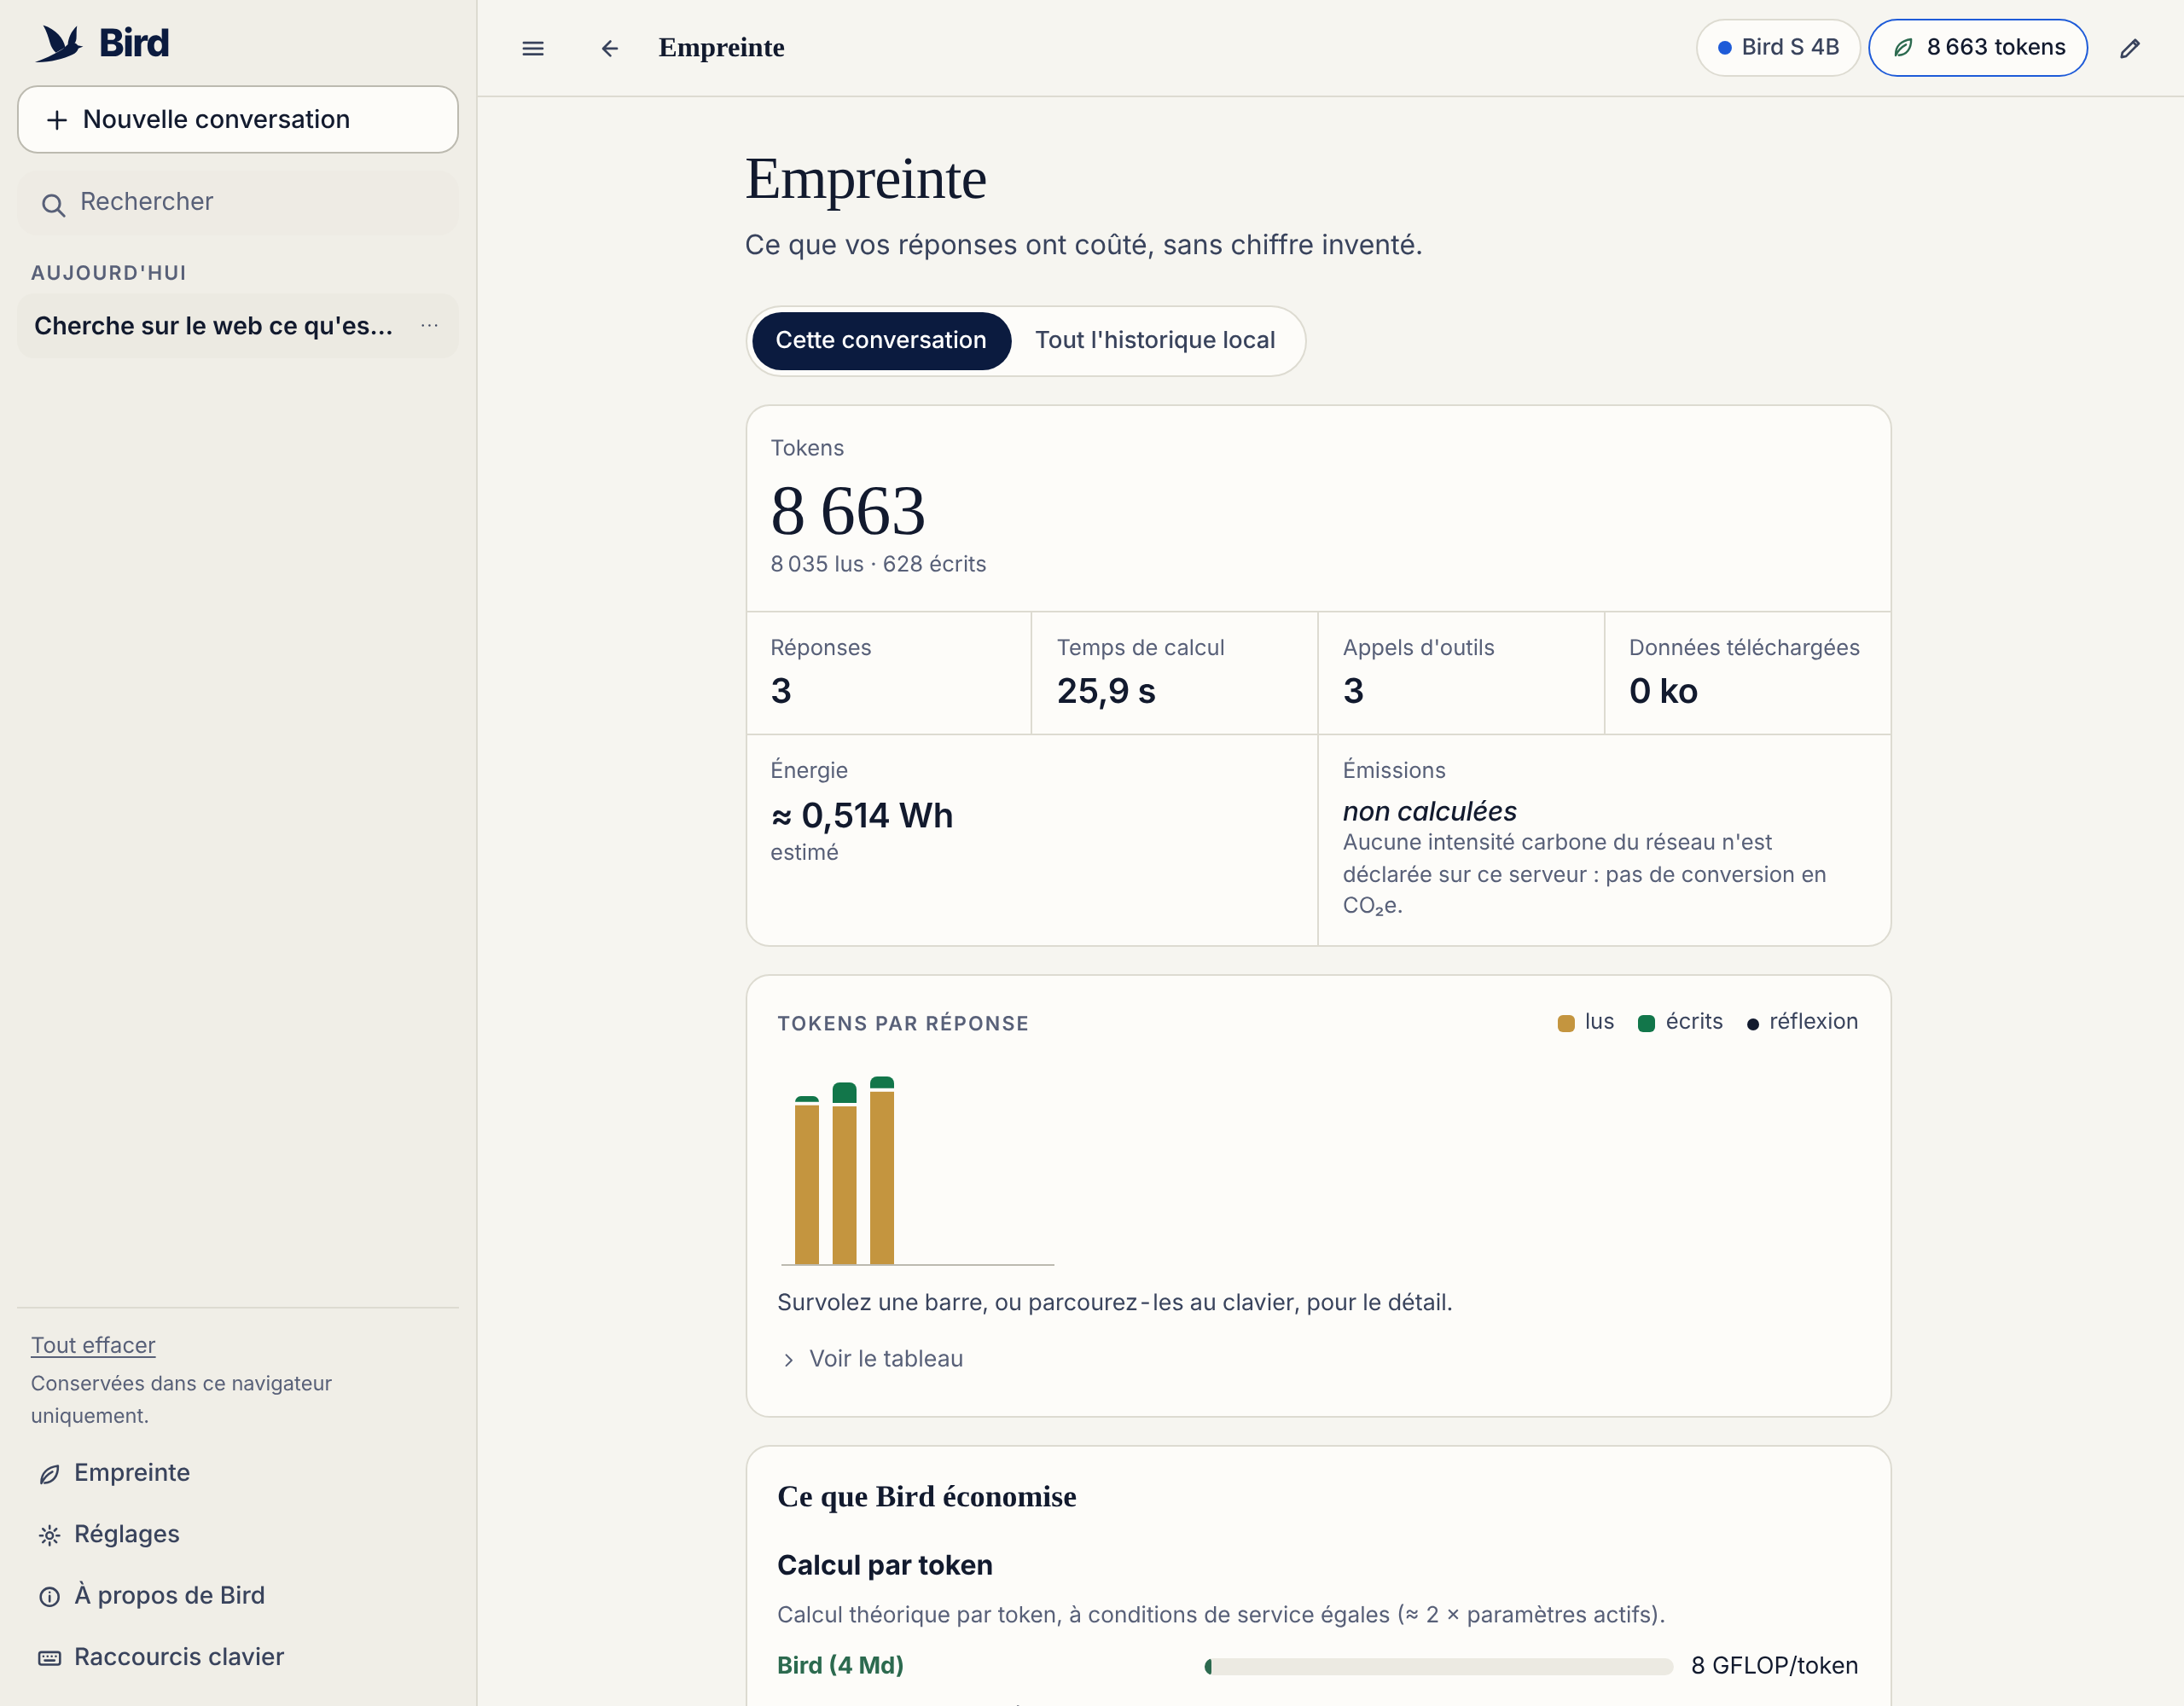 Bird
Nouvelle conversation
Rechercher
AUJOURD'HUI
Cherche sur le web ce qu'es...
Tout effacer
Conservées dans ce navigateur
uniquement.
Empreinte
Réglages
À propos de Bird
Raccourcis clavier
Empreinte
Bird S 4B
8 663 tokens
Empreinte
Ce que vos réponses ont coûté, sans chiffre inventé.
Cette conversation
Tout l'historique local
Tokens
8 663
8 035 lus · 628 écrits
Réponses
3
Temps de calcul
25,9 s
Appels d'outils
3
Données téléchargées
0 ko
Énergie
≈ 0,514 Wh
estimé
Émissions
non calculées
Aucune intensité carbone du réseau n'est
déclarée sur ce serveur : pas de conversion en
CO₂e.
TOKENS PAR RÉPONSE
lus
écrits
réflexion
Survolez une barre, ou parcourez-les au clavier, pour le détail.
Voir le tableau
Ce que Bird économise
Calcul par token
Calcul théorique par token, à conditions de service égales (≈ 2 × paramètres actifs).
Bird (4 Md)
8 GFLOP/token